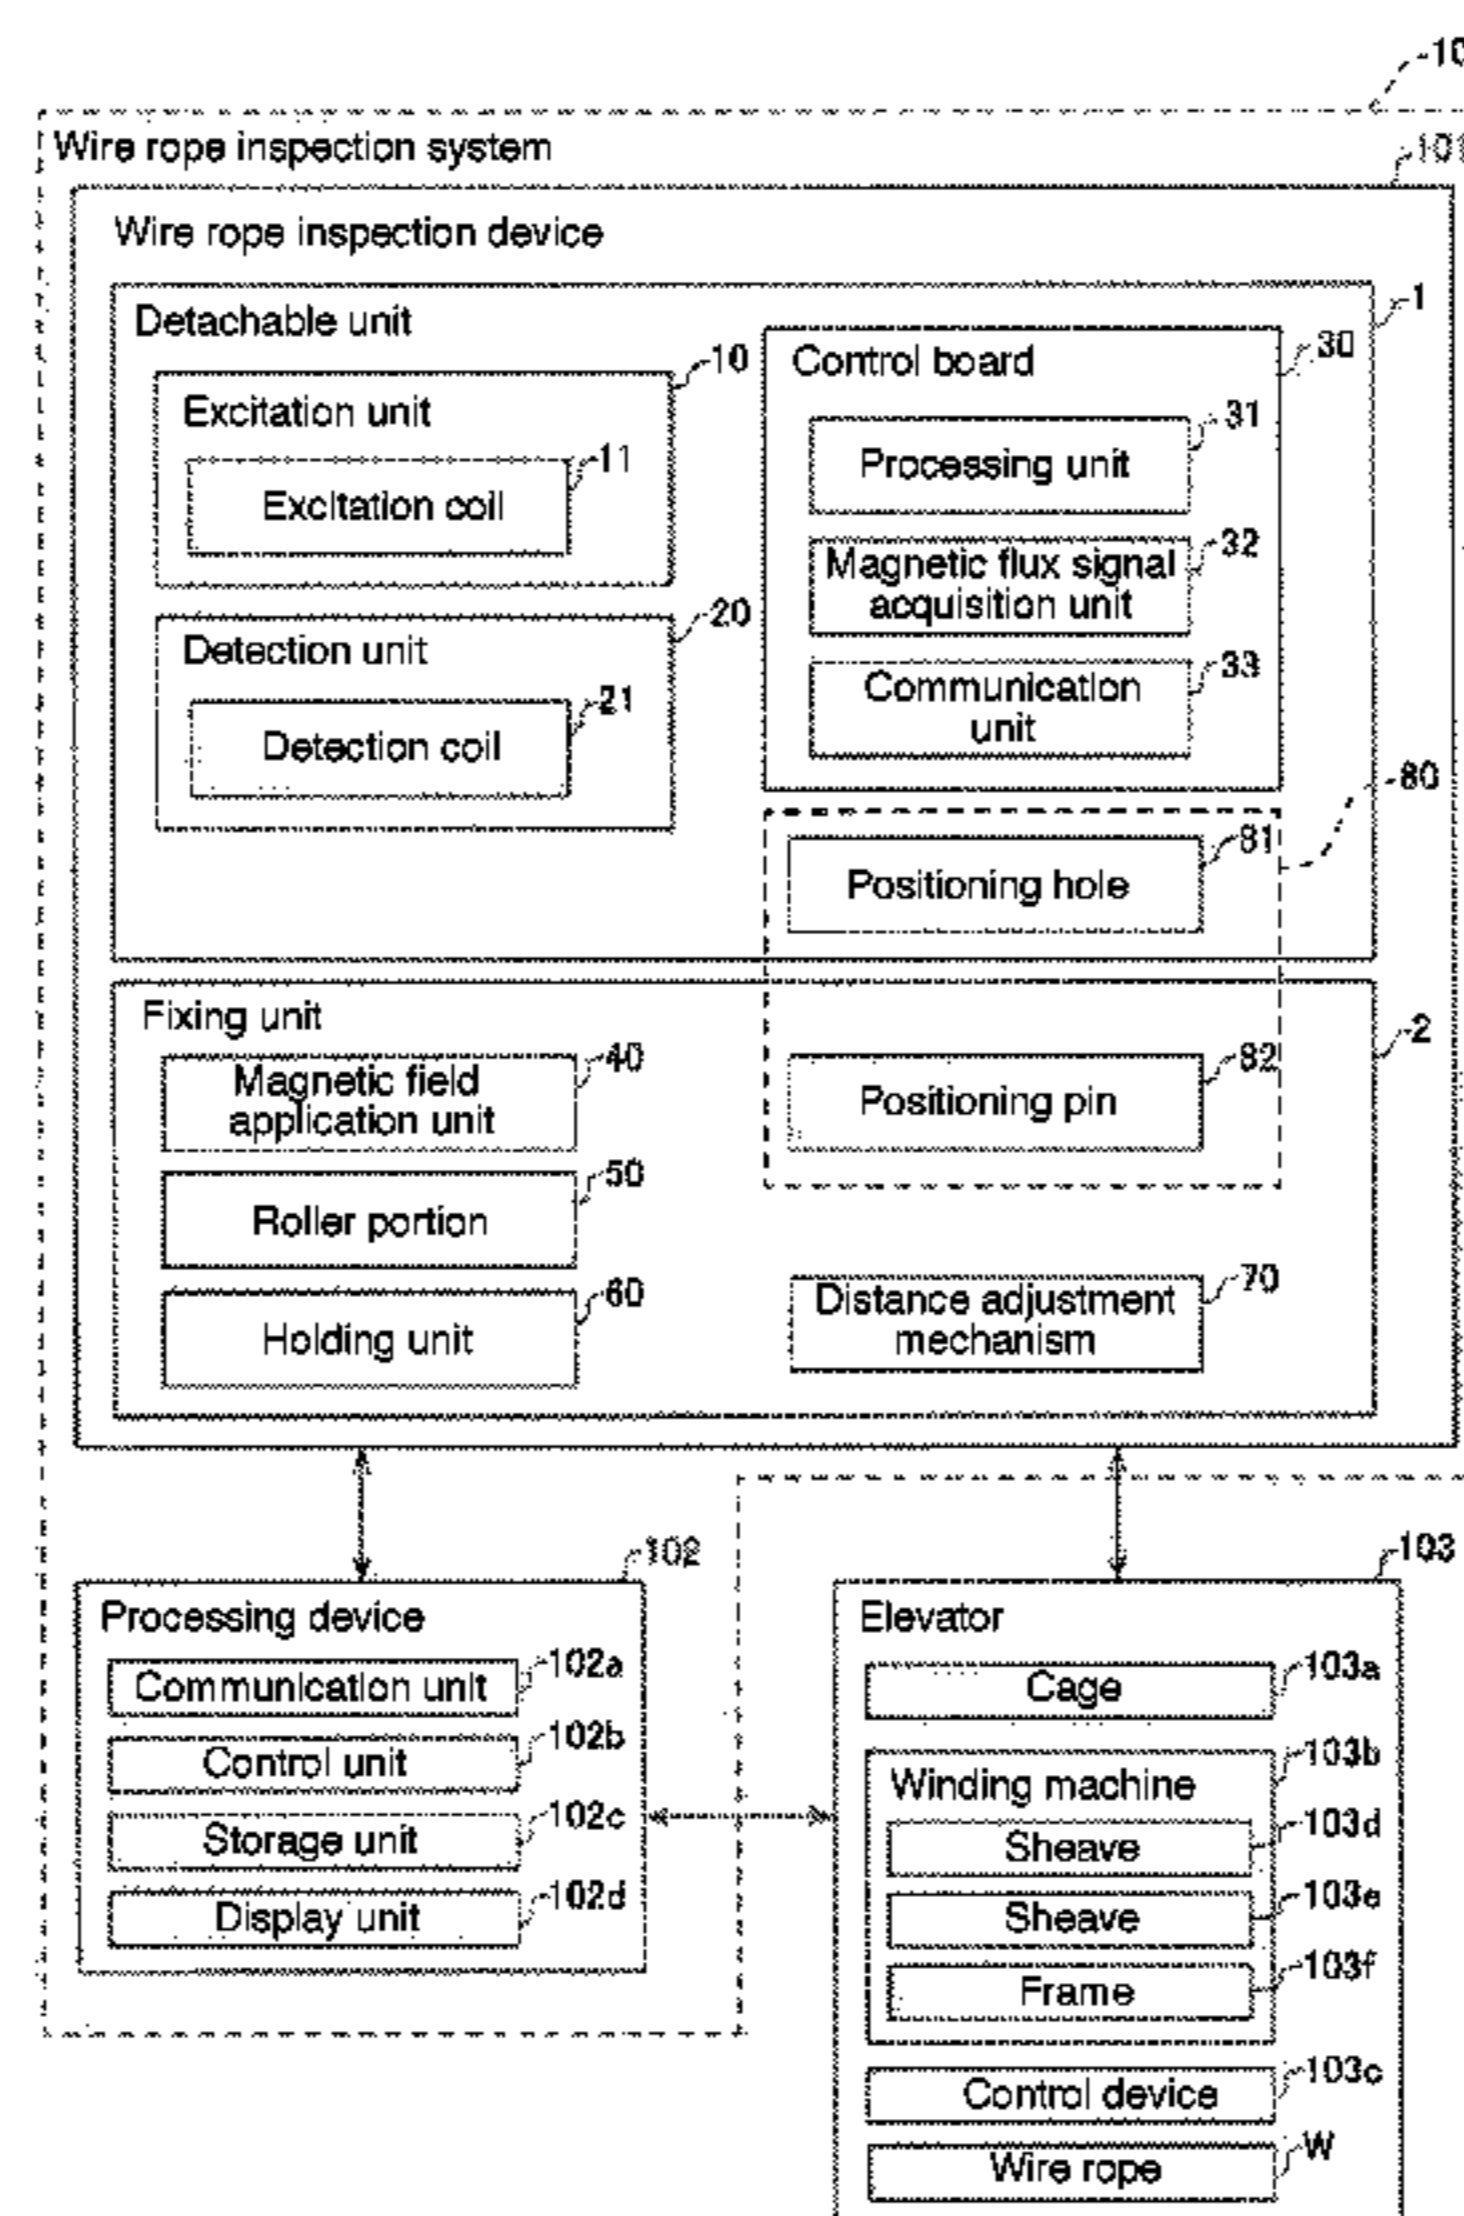 10
Wire rope inspection system
101
Wire rope inspection device
1
Detachable unit
10
Excitation unit
11
Excitation coil
20
Detection unit
21
Detection coil
30
Control board
31
Processing unit
32
Magnetic flux signal
acquisition unit
33
Communication
unit
80
81
Positioning hole
2
Fixing unit
40
Magnetic field
application unit
50
Roller portion
60
Holding unit
82
Positioning pin
70
Distance adjustment
mechanism
102
Processing device
102a
Communication unit
102b
Control unit
102c
Storage unit
102d
Display unit
103
Elevator
103a
Cage
103b
Winding machine
103d
Sheave
103e
Sheave
103f
Frame
103c
Control device
W
Wire rope